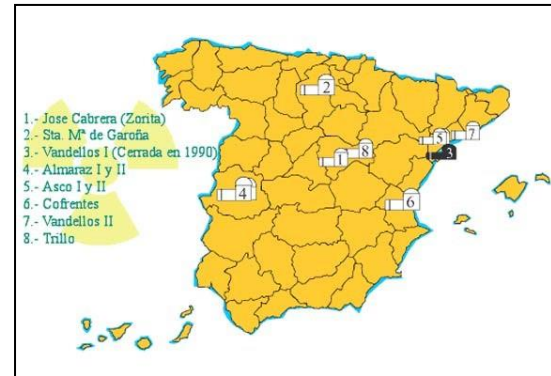 1.- Jose Cabrera (Zorita)
2.- Sta. Mª de Garoña
3.- Vandellos I (Cerrada en 1990)
4.- Almaraz I y II
5.- Asco I y II
6.- Cofrentes
7.- Vandellos II
8.- Trillo
2
5
7
3
1
8
4
6